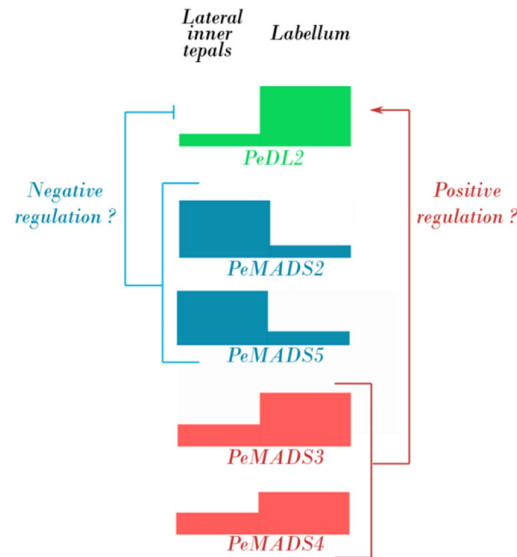 Lateral
inner
tepals
Labellum
PeDL2
Negative
regulation ?
Positive
regulation ?
PeMADS2
PeMADS5
PeMADS3
PeMADS4